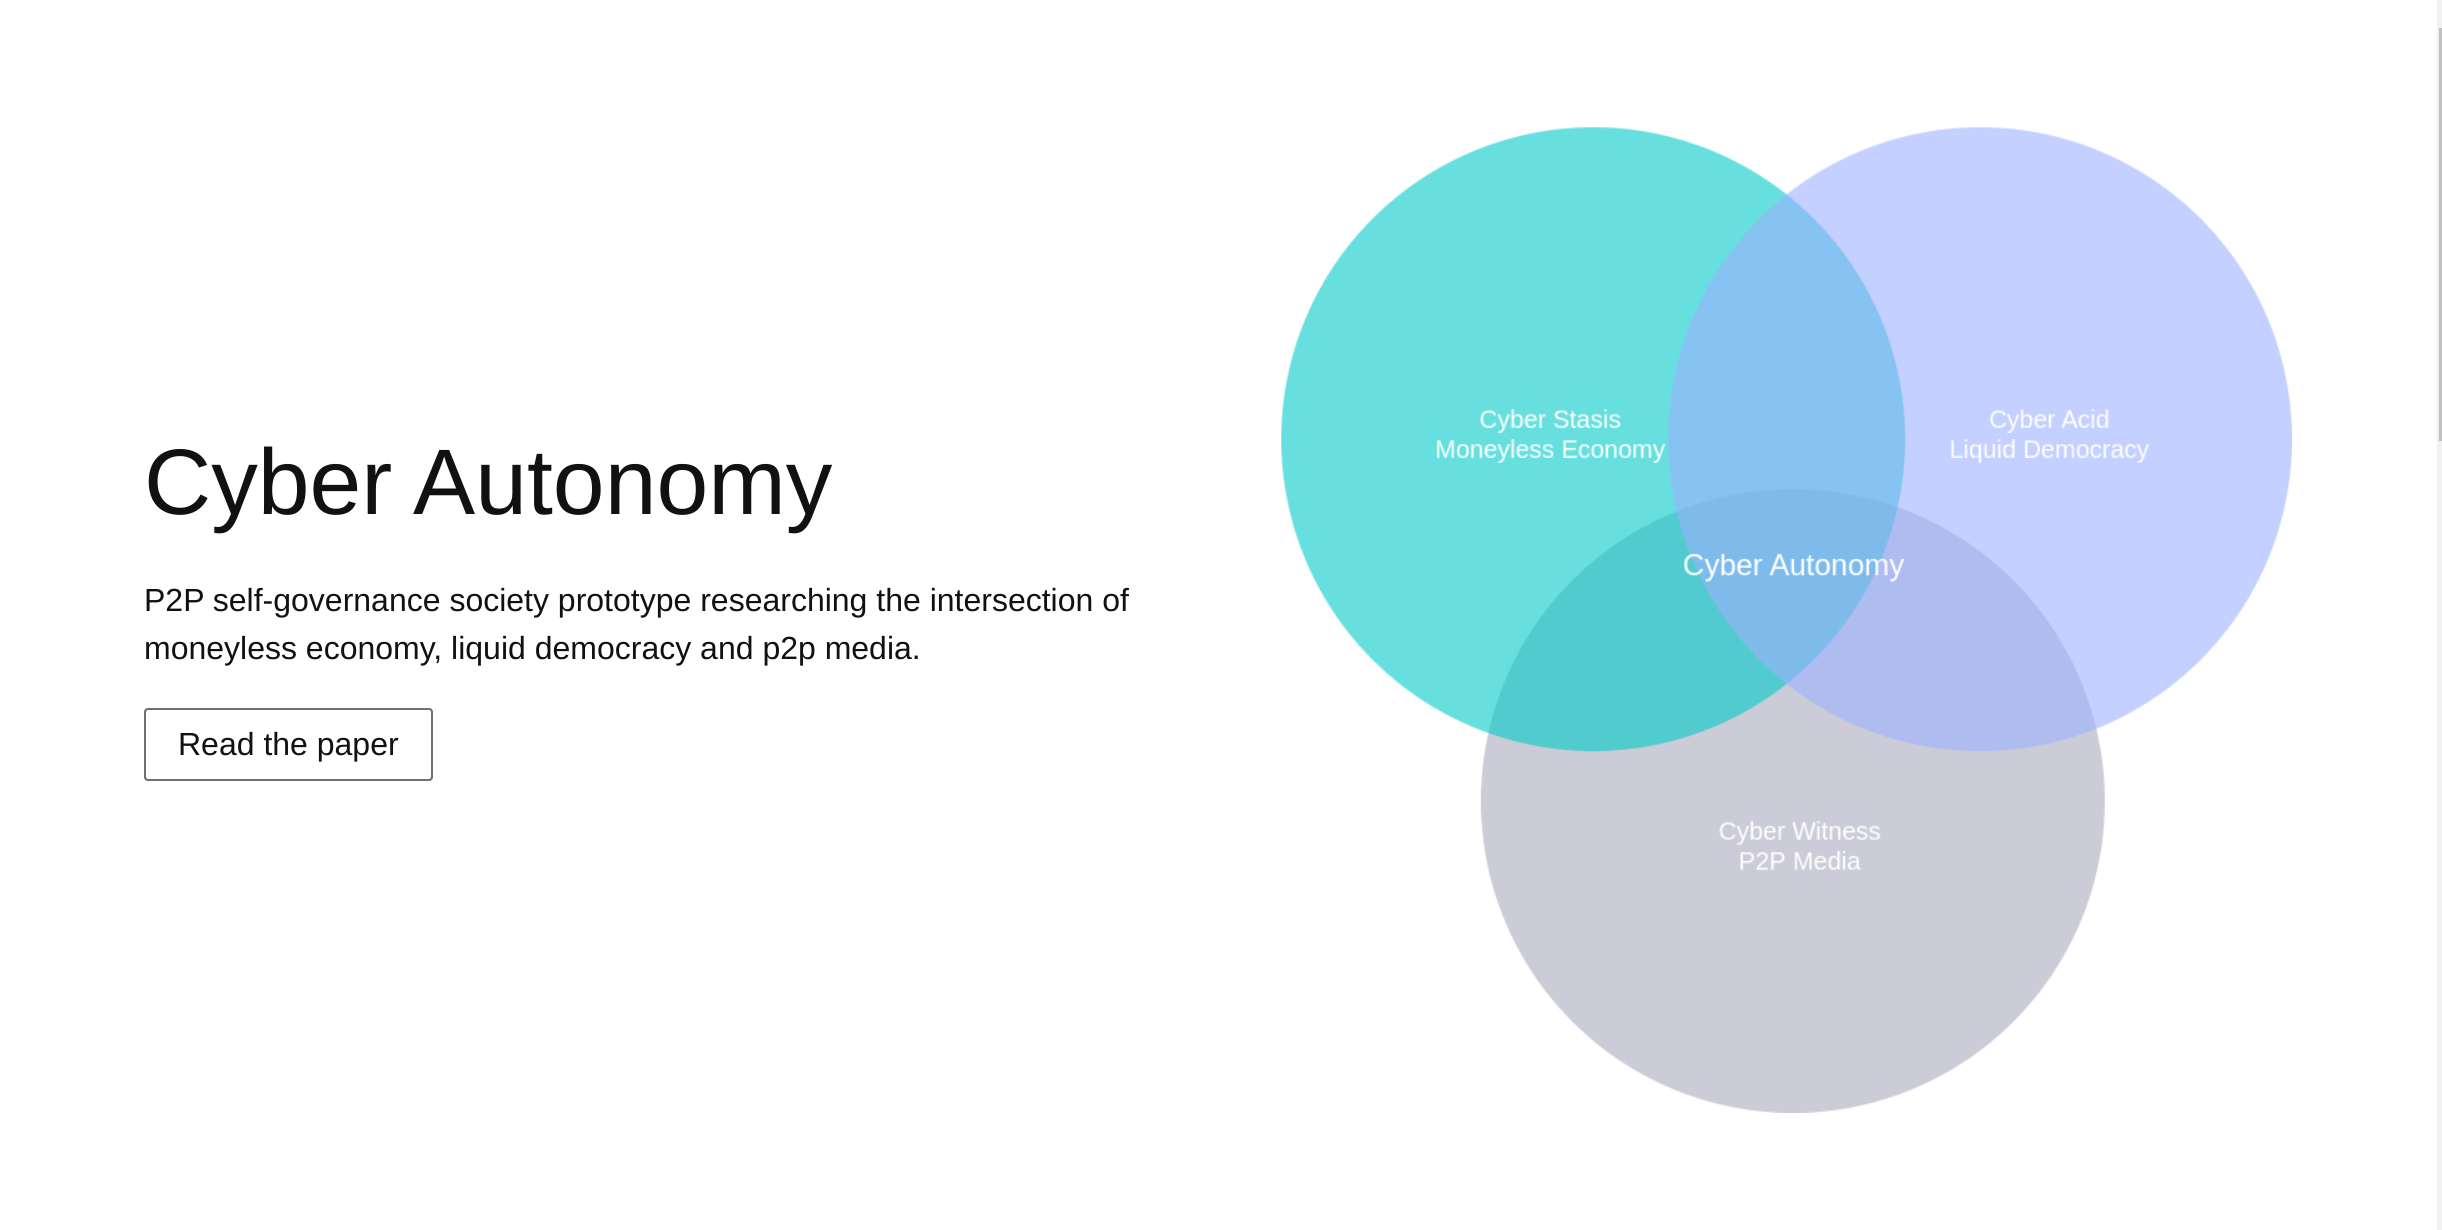 Cyber Autonomy
P2P self-governance society prototype researching the intersection of
moneyless economy, liquid democracy and p2p media.
Read the paper
Cyber Stasis
Moneyless Economy
Cyber Acid
Liquid Democracy
Cyber Autonomy
Cyber Witness
P2P Media